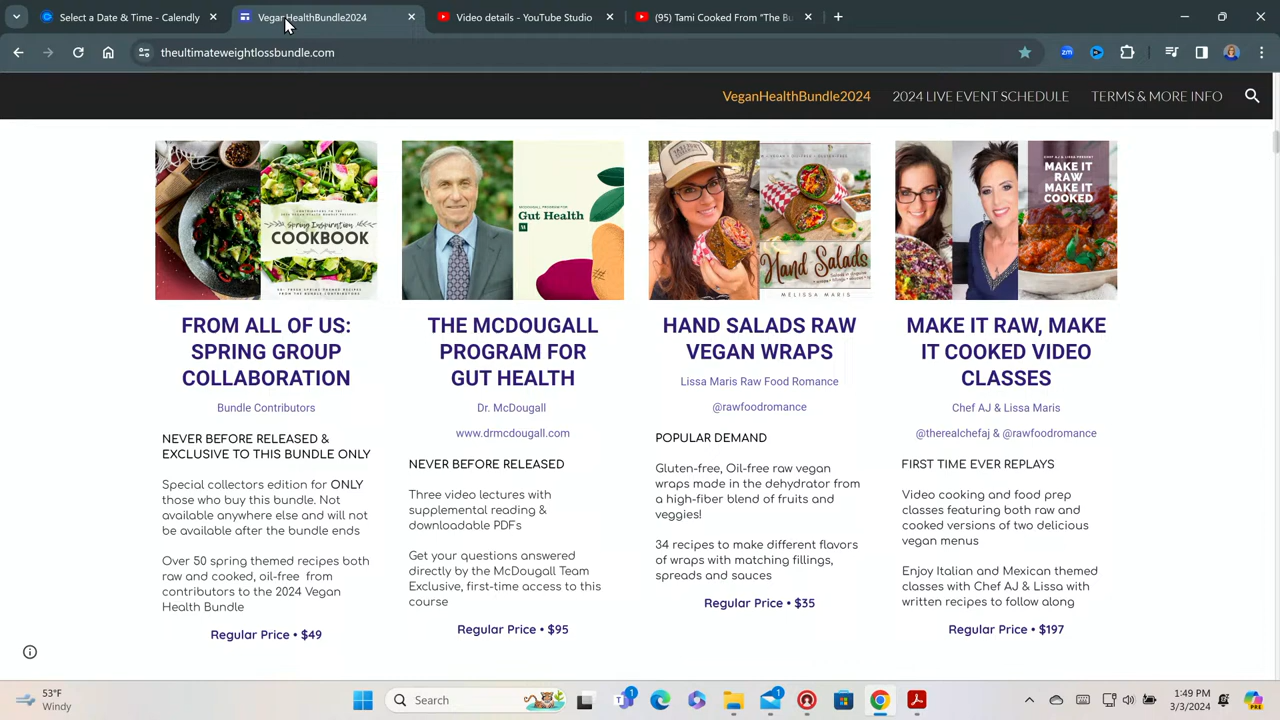 Select a Date & Time - Calendly
VeganHealthBundle2024
Video details - YouTube Studio
(95) Tami Cooked From "The Bu
theultimateweightlossbundle.com
VeganHealthBundle2024
2024 LIVE EVENT SCHEDULE
TERMS & MORE INFO
Spring Inspiration
COOKBOOK
MCDOUGALL PROGRAM FOR
Gut Health
Hand Salads
MELISSA MARIS
CHEF AJ & LISSA PRESENT
MAKE IT
RAW
MAKE IT
COOKED
FROM ALL OF US:
SPRING GROUP
COLLABORATION
Bundle Contributors
NEVER BEFORE RELEASED &
EXCLUSIVE TO THIS BUNDLE ONLY
Special collectors edition for ONLY
those who buy this bundle. Not
available anywhere else and will not
be available after the bundle ends
Over 50 spring themed recipes both
raw and cooked, oil-free from
contributors to the 2024 Vegan
Health Bundle
Regular Price • $49
THE MCDOUGALL
PROGRAM FOR
GUT HEALTH
Dr. McDougall
www.drmcdougall.com
NEVER BEFORE RELEASED
Three video lectures with
supplemental reading &
downloadable PDFs
Get your questions answered
directly by the McDougall Team
Exclusive, first-time access to this
course
Regular Price • $95
HAND SALADS RAW
VEGAN WRAPS
Lissa Maris Raw Food Romance
@rawfoodromance
POPULAR DEMAND
Gluten-free, Oil-free raw vegan
wraps made in the dehydrator from
a high-fiber blend of fruits and
veggies!
34 recipes to make different flavors
of wraps with matching fillings,
spreads and sauces
Regular Price • $35
MAKE IT RAW, MAKE
IT COOKED VIDEO
CLASSES
Chef AJ & Lissa Maris
@therealchefaj & @rawfoodromance
FIRST TIME EVER REPLAYS
Video cooking and food prep
classes featuring both raw and
cooked versions of two delicious
vegan menus
Enjoy Italian and Mexican themed
classes with Chef AJ & Lissa with
written recipes to follow along
Regular Price • $197
53°F
Windy
Search
1
1
1:49 PM
3/3/2024